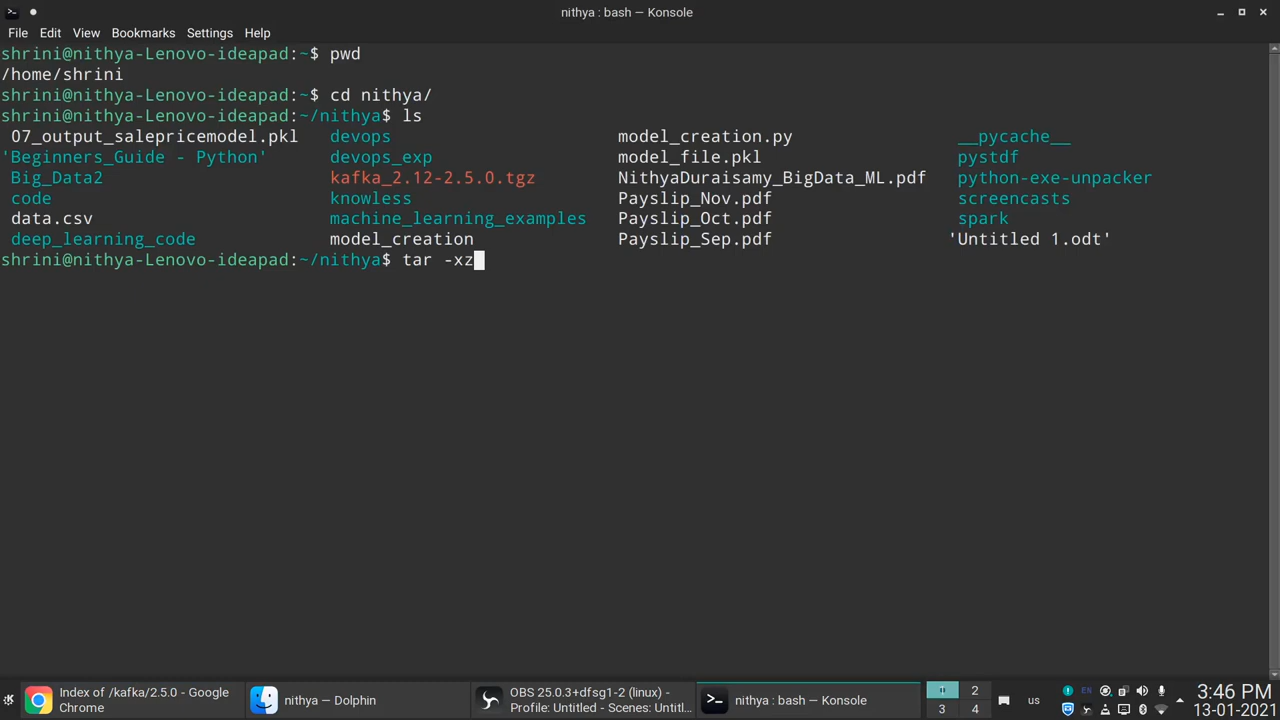 nithya : bash — Konsole
File Edit View Bookmarks Settings Help
shrini@nithya-Lenovo-ideapad:~$ pwd
/home/shrini
shrini@nithya-Lenovo-ideapad:~$ cd nithya/
shrini@nithya-Lenovo-ideapad:~/nithya$ ls
07_output_salepricemodel.pkl devops model_creation.py __pycache__
'Beginners_Guide - Python' devops_exp model_file.pkl pystdf
Big_Data2 kafka_2.12-2.5.0.tgz NithyaDuraisamy_BigData_ML.pdf python-exe-unpacker
code knowless Payslip_Nov.pdf screencasts
data.csv machine_learning_examples Payslip_Oct.pdf spark
deep_learning_code model_creation Payslip_Sep.pdf 'Untitled 1.odt'
shrini@nithya-Lenovo-ideapad:~/nithya$ tar -xz
Index of /kafka/2.5.0 - Google
Chrome
nithya — Dolphin
OBS 25.0.3+dfsg1-2 (linux) -
Profile: Untitled - Scenes: Untitl...
nithya : bash — Konsole
2
3 4
us
EN
3:46 PM
13-01-2021